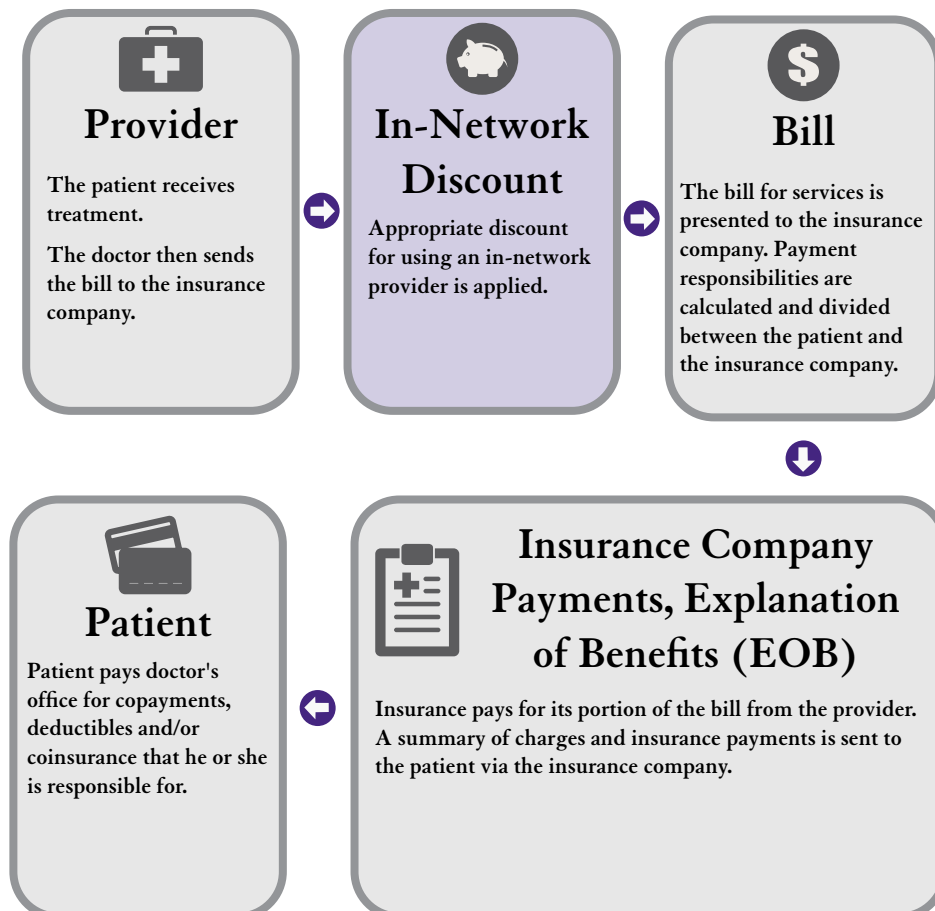 Provider
The patient receives
treatment.
The doctor then sends
the bill to the insurance
company.
In-Network
Discount
Appropriate discount
for using an in-network
provider is applied.
$
Bill
The bill for services is
presented to the insurance
company. Payment
responsibilities are
calculated and divided
between the patient and
the insurance company.
Insurance Company
Payments, Explanation
of Benefits (EOB)
Insurance pays for its portion of the bill from the provider.
A summary of charges and insurance payments is sent to
the patient via the insurance company.
Patient
Patient pays doctor's
office for copayments,
deductibles and/or
coinsurance that he or she
is responsible for.